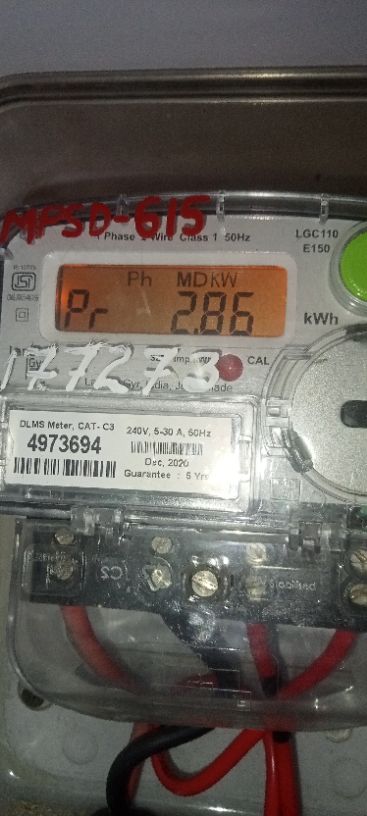 MPSD-615
1 Phase 2 Wire Class 1 50Hz
LGC110
E150
Ph MDKW
Pr 2.86
kWh
CAL
177273
DLMS Meter, CAT- C3
4973694
240V, 5-30 A, 50Hz
Dec, 2020
Guarantee : 5 Yrs